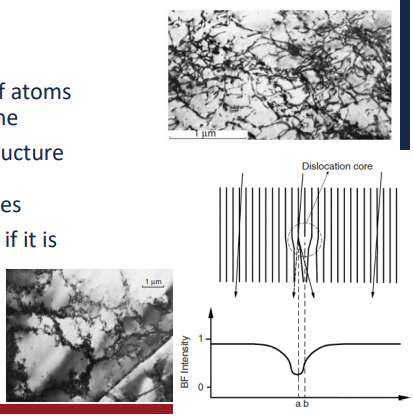 f atoms
ne
ucture
es
if it is
1 μm
Dislocation core
1 μm
BF Intensity
1
0
a b